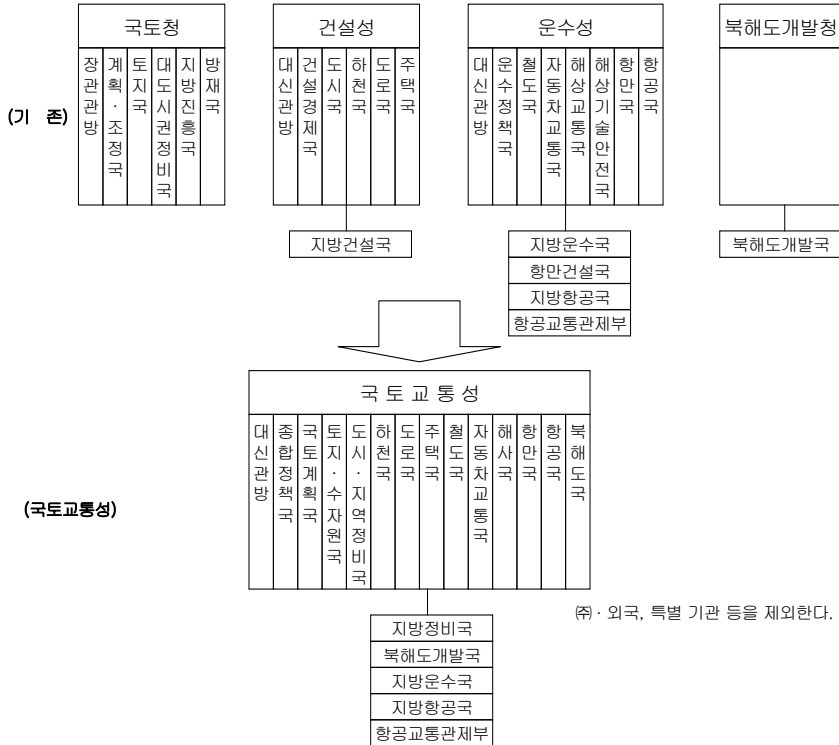 국토청
장관관방
계획·조정국
토지국
대도시권정비국
지방진흥국
방재국
건설성
대신관방
건설경제국
도시국
하천국
도로국
주택국
지방건설국
운수성
대신관방
운수정책국
철도국
자동차교통국
해상교통국
해상기술안전국
항만국
항공국
지방운수국
항만건설국
지방항공국
항공교통관제부
북해도개발청
북해도개발국
(기 존)
국 토 교 통 성
대신관방
종합정책국
국토계획국
토지·수자원국
도시·지역정비국
하천국
도로국
주택국
철도국
자동차교통국
해사국
항만국
항공국
북해도국
(국토교통성)
지방정비국
북해도개발국
지방운수국
지방항공국
항공교통관제부
㈜· 외국, 특별 기관 등을 제외한다.